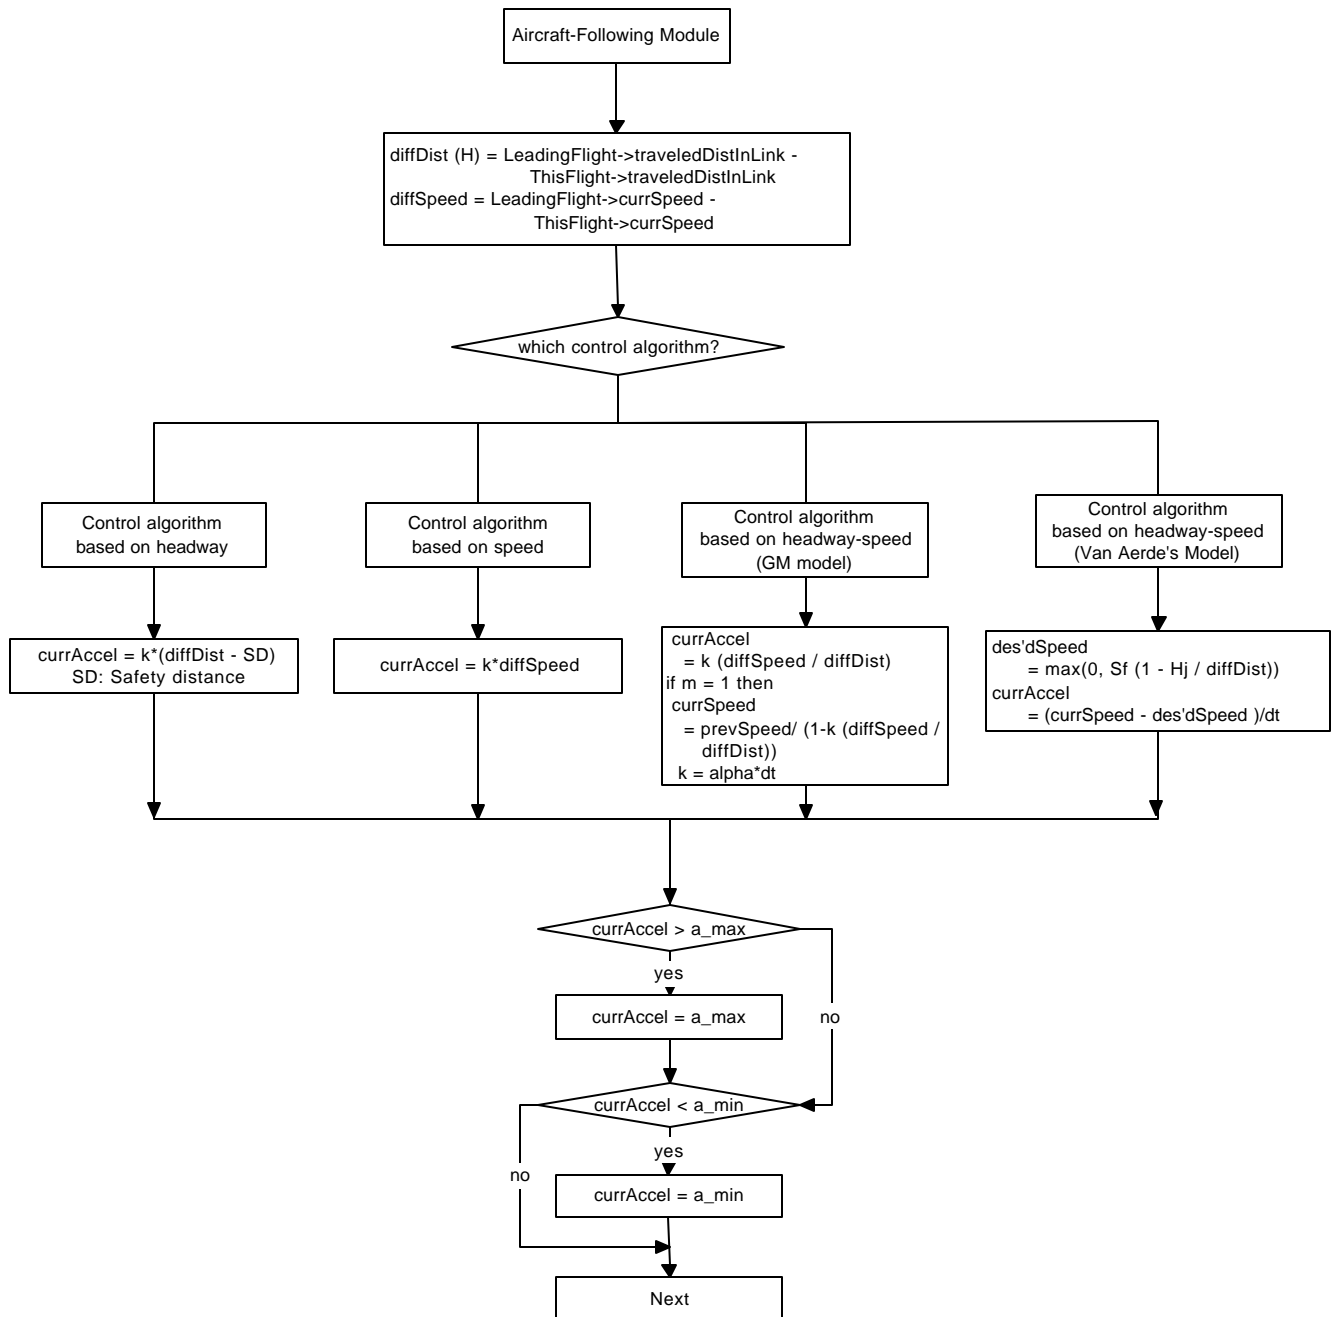 Aircraft-Following Module
diffDist (H) = LeadingFlight->traveledDistInLink -
ThisFlight->traveledDistInLink
diffSpeed = LeadingFlight->currSpeed -
ThisFlight->currSpeed
which control algorithm?
Control algorithm
based on headway
Control algorithm
based on speed
Control algorithm
based on headway-speed
(GM model)
Control algorithm
based on headway-speed
(Van Aerde's Model)
currAccel = k*(diffDist - SD)
SD: Safety distance
currAccel = k*diffSpeed
currAccel
= k (diffSpeed / diffDist)
if m = 1 then
currSpeed
= prevSpeed/ (1-k (diffSpeed /
diffDist))
k = alpha*dt
des'dSpeed
= max(0, Sf (1 - Hj / diffDist))
currAccel
= (currSpeed - des'dSpeed )/dt
currAccel > a_max
yes
currAccel = a_max
no
currAccel < a_min
yes
no
currAccel = a_min
Next